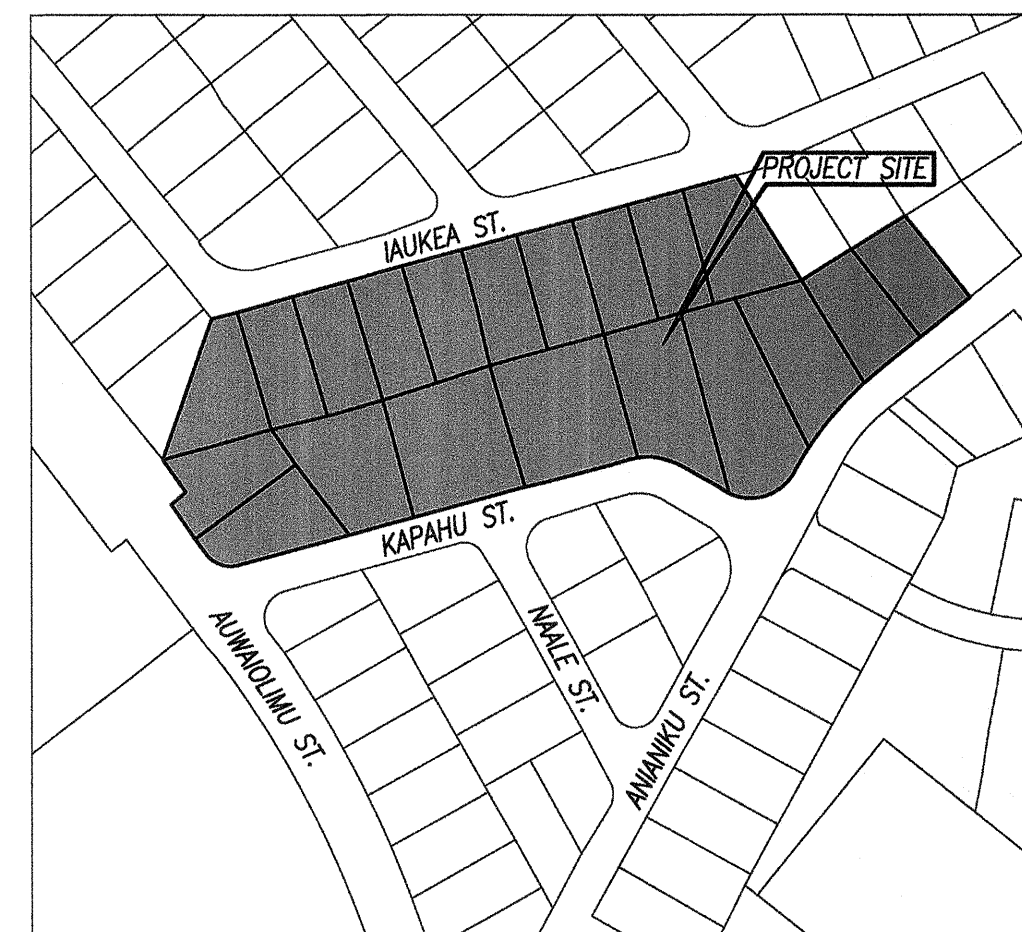 PROJECT SITE
IAUKEA ST.
KAPAHU ST.
AUWAIOLIMU ST.
NAALE ST.
ANIANIKU ST.